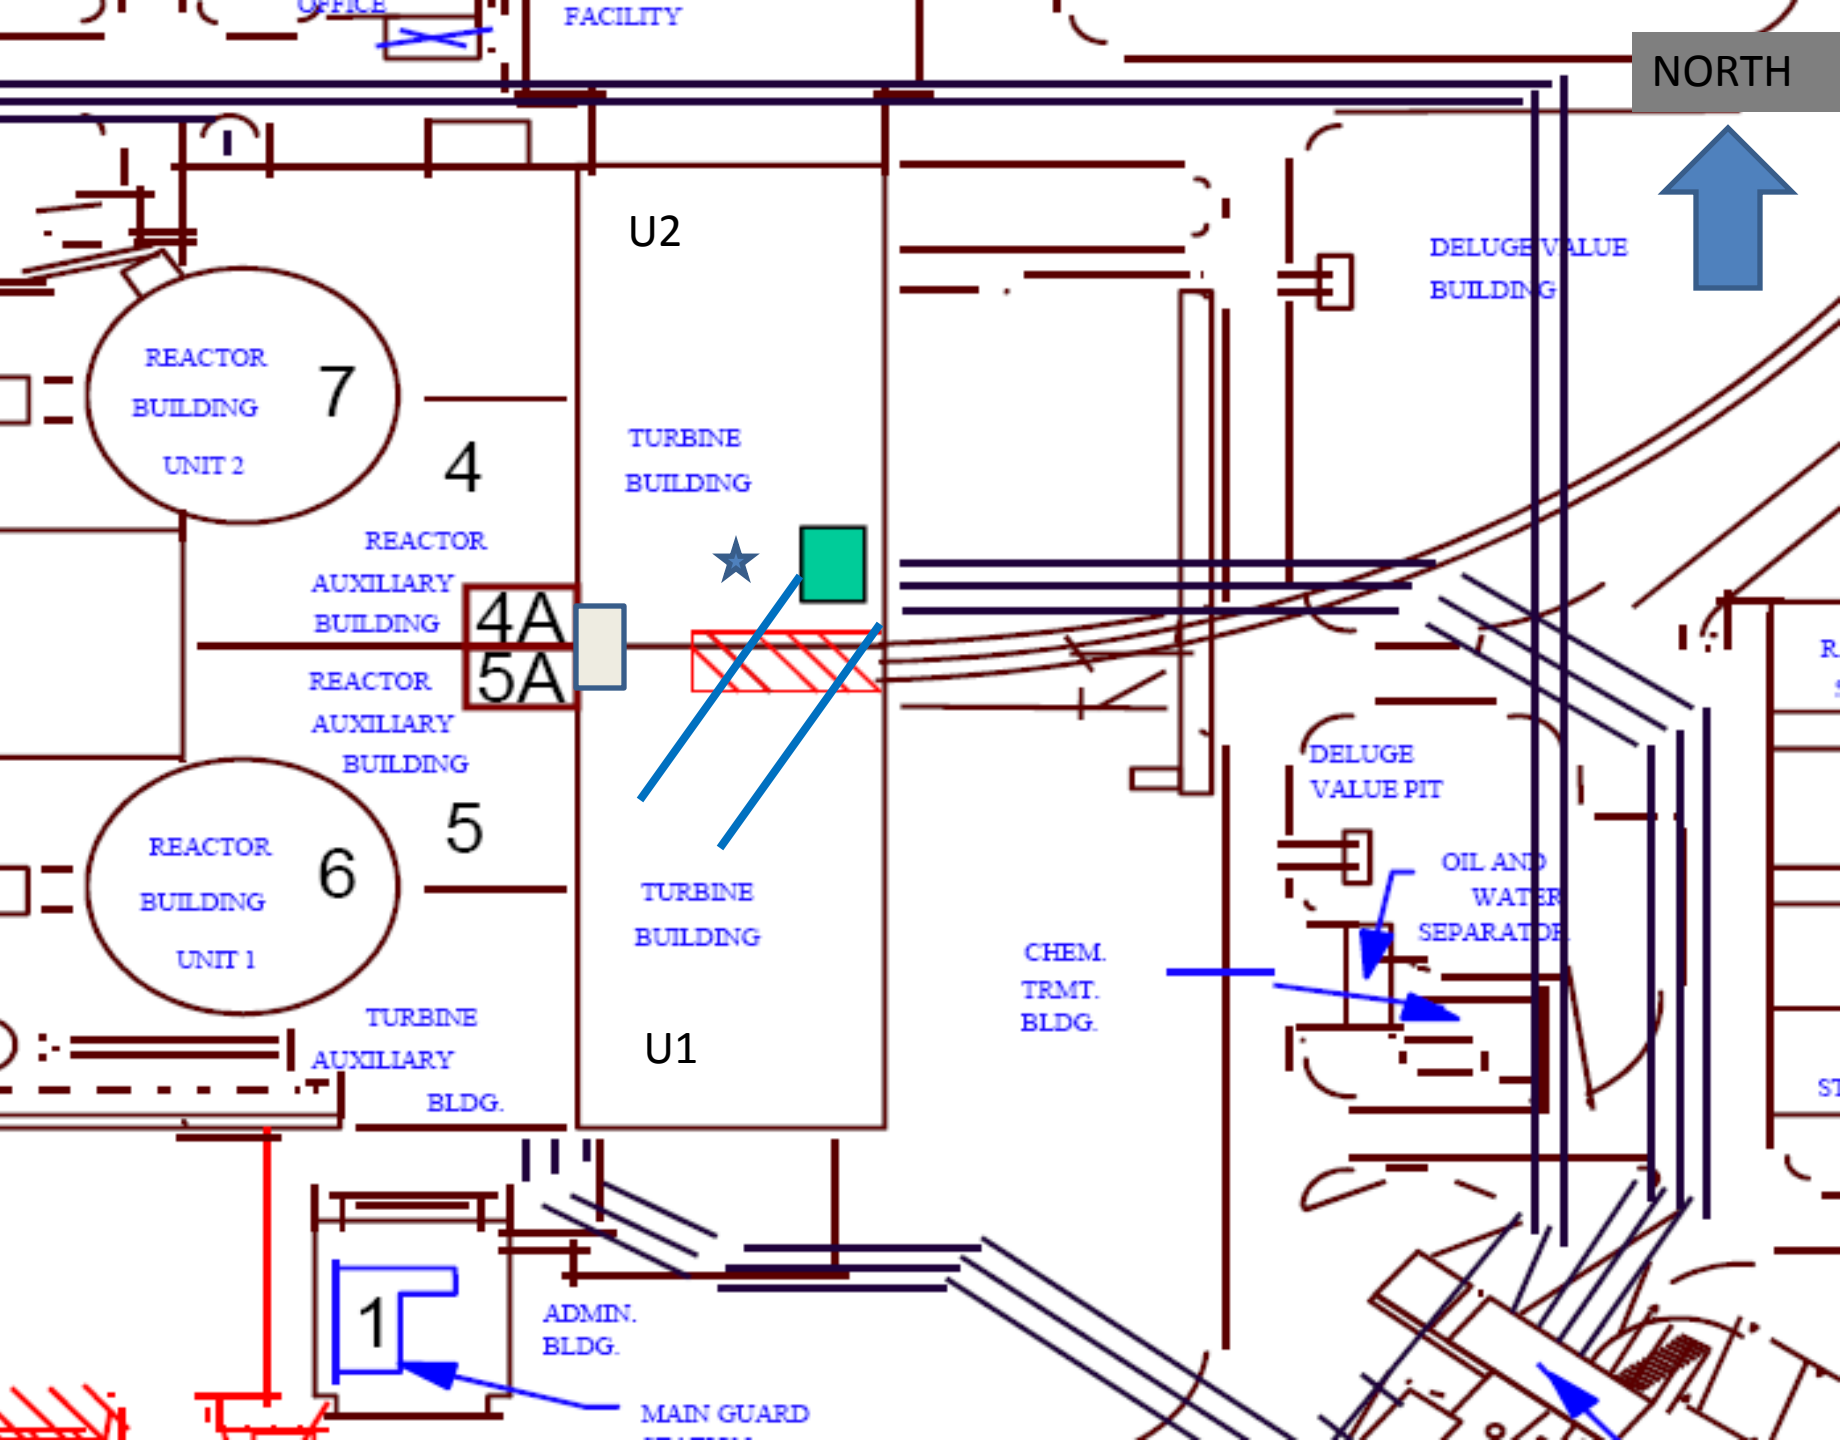 OFFICE
FACILITY
NORTH
U2
DELUGE VALUE
BUILDING
REACTOR
BUILDING
UNIT 2
7
4
TURBINE
BUILDING
REACTOR
AUXILIARY
BUILDING
4A
5A
REACTOR
AUXILIARY
BUILDING
5
DELUGE
VALUE PIT
REACTOR
BUILDING
UNIT 1
6
TURBINE
BUILDING
OIL AND
WATER
SEPARATOR
CHEM.
TRMT.
BLDG.
TURBINE
AUXILIARY
BLDG.
U1
1
ADMIN.
BLDG.
MAIN GUARD